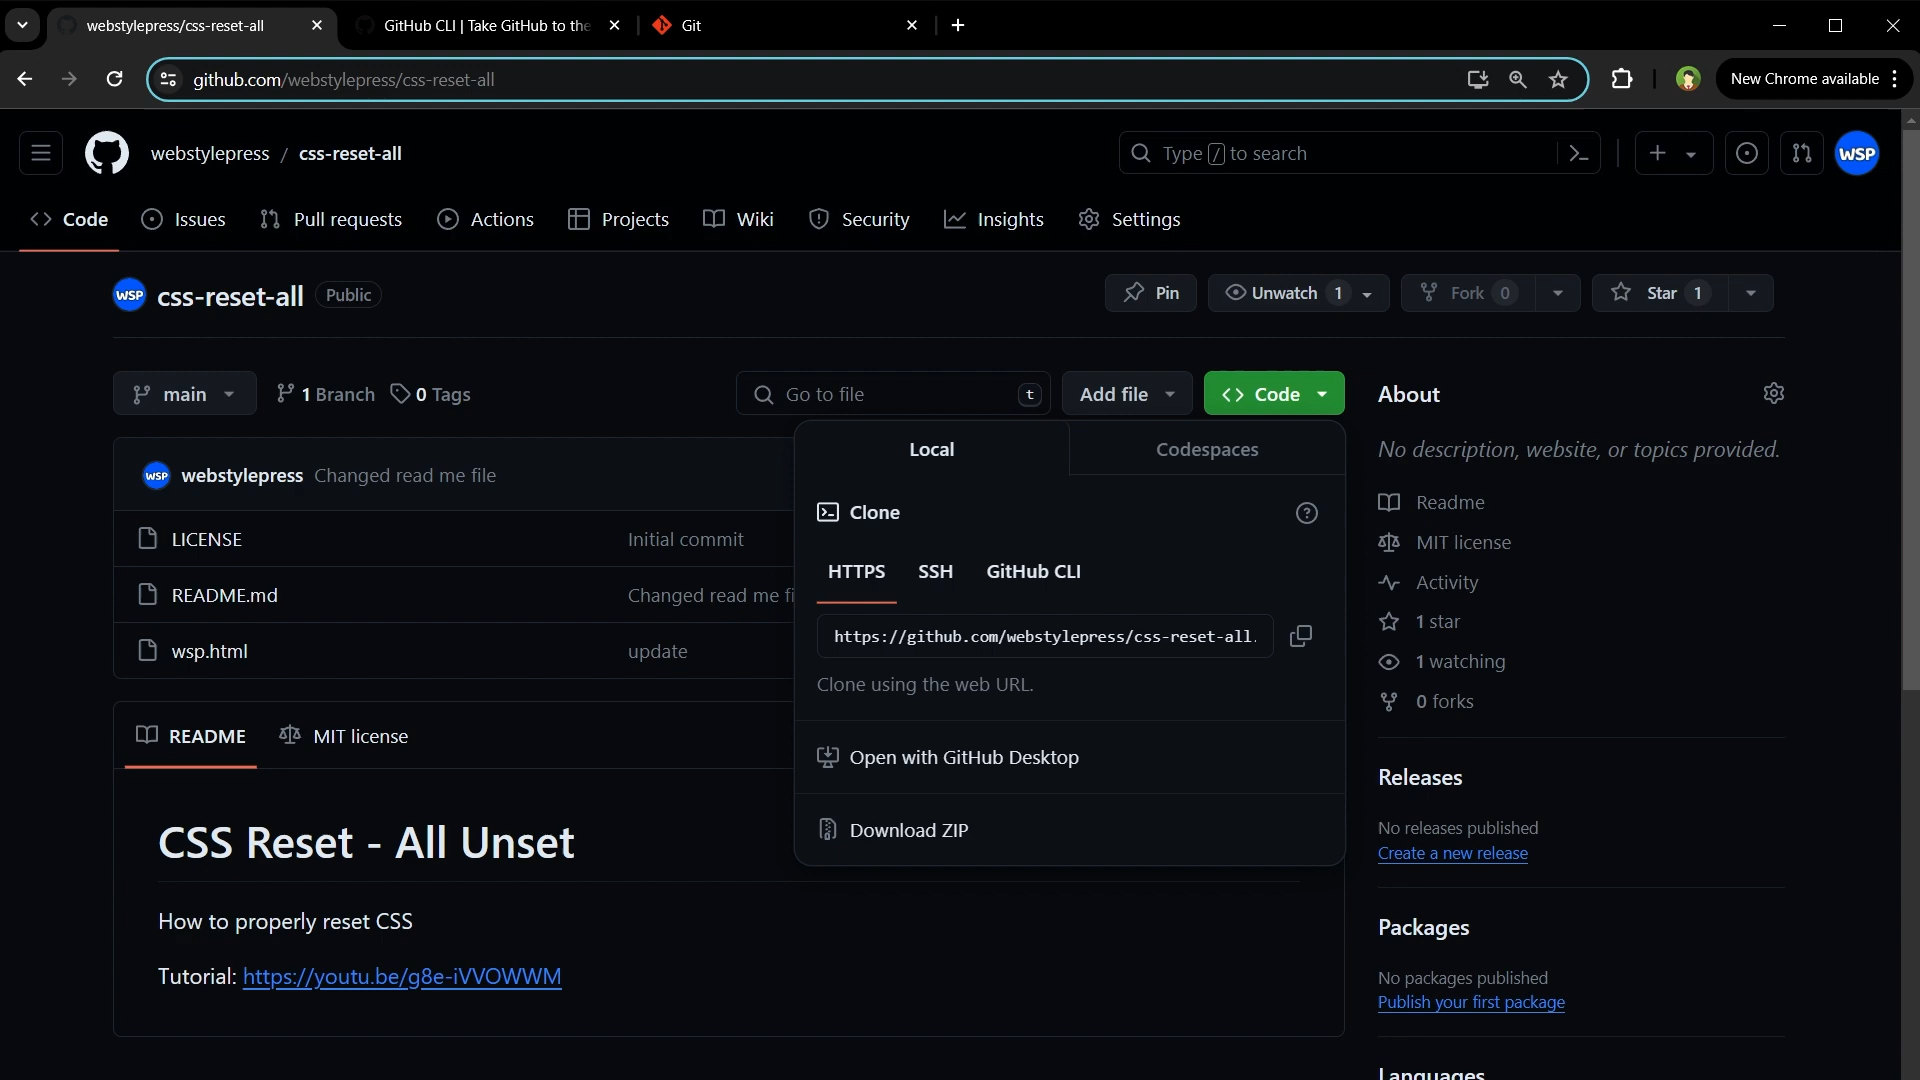 webstylepress/css-reset-all
GitHub CLI | Take GitHub to the
Git
github.com/webstylepress/css-reset-all
New Chrome available
webstylepress / css-reset-all
Type / to search
WSP
Code
Issues
Pull requests
Actions
Projects
Wiki
Security
Insights
Settings
WSP
css-reset-all
Public
Pin
Unwatch 1
Fork 0
Star 1
main
1 Branch
0 Tags
Go to file
t
Add file
Code
About
No description, website, or topics provided.
Local
Codespaces
WSP
webstylepress Changed read me file
Clone
Readme
LICENSE
Initial commit
MIT license
HTTPS
SSH
GitHub CLI
Activity
README.md
Changed read me fi
1 star
https://github.com/webstylepress/css-reset-all.
wsp.html
update
1 watching
Clone using the web URL.
0 forks
README
MIT license
Open with GitHub Desktop
Releases
Download ZIP
No releases published
Create a new release
CSS Reset - All Unset
How to properly reset CSS
Packages
Tutorial: https://youtu.be/g8e-iVVOWWM
No packages published
Publish your first package
Languages